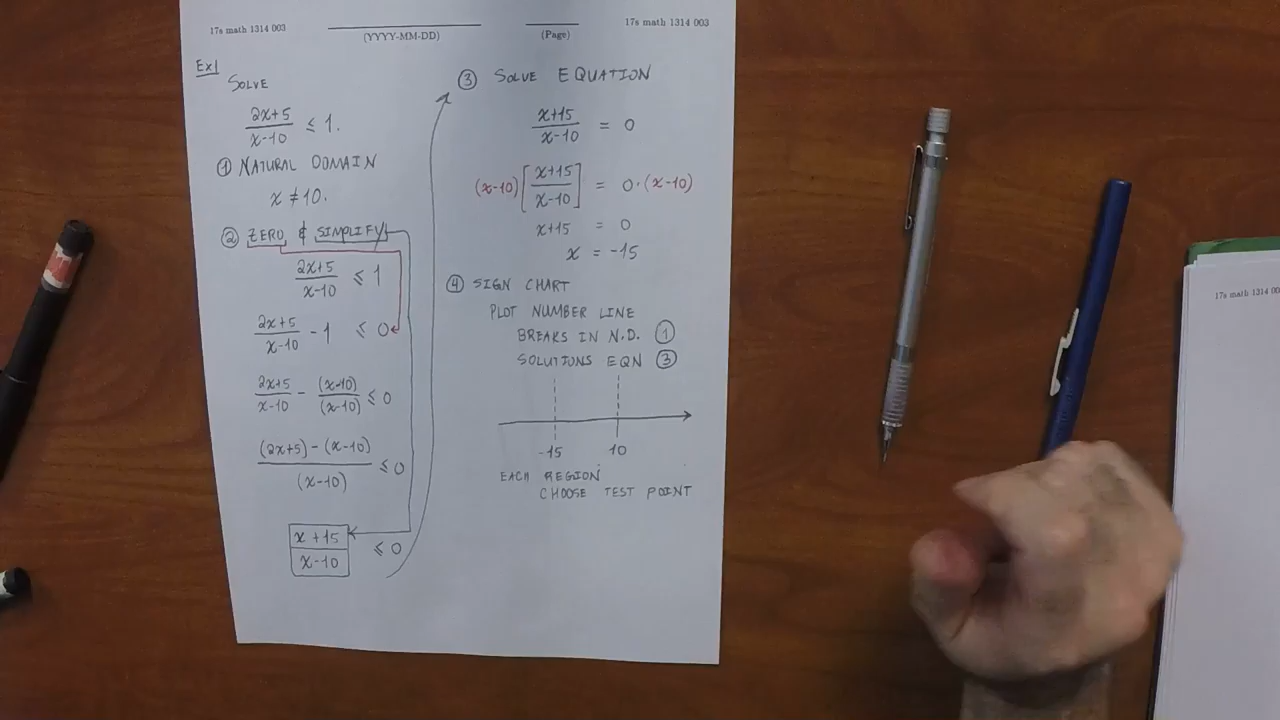 17s math 1314 003
(YYYY-MM-DD)
(Page)
17s math 1314 003
Ex1
SOLVE
2x+5 / x-10 ≤ 1.
① NATURAL DOMAIN
x ≠ 10.
② ZERO & SIMPLIFY
2x+5 / x-10 ≤ 1
2x+5 / x-10 - 1 ≤ 0
2x+5 / x-10 - (x-10) / (x-10) ≤ 0
(2x+5) - (x-10) / (x-10) ≤ 0
x+15 / x-10 ≤ 0
③ SOLVE EQUATION
x+15 / x-10 = 0
(x-10) [x+15 / x-10] = 0·(x-10)
x+15 = 0
x = -15
④ SIGN CHART
PLOT NUMBER LINE
BREAKS IN N.D. ①
SOLUTIONS EQN ③
-15 10
EACH REGION
CHOOSE TEST POINT
17s math 1314